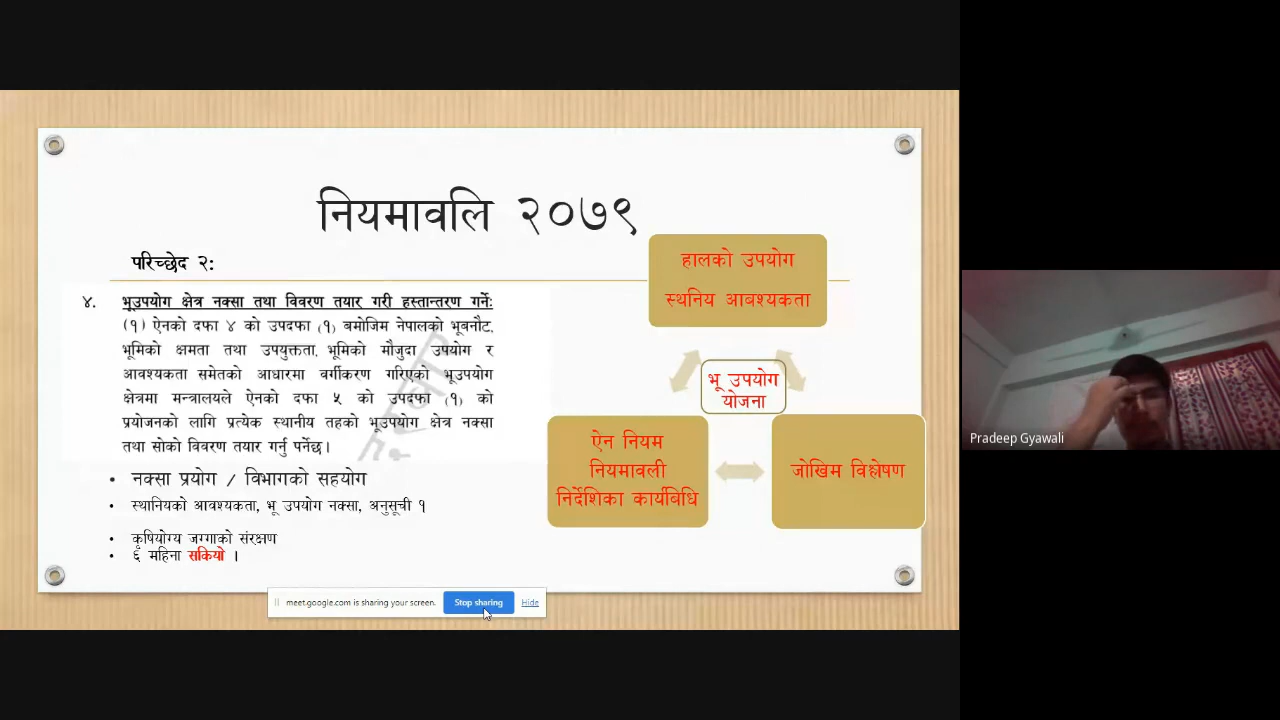 नियमावलि २०७९
परिच्छेद २:
४. भूउपयोग क्षेत्र नक्सा तथा विवरण तयार गरी हस्तान्तरण गर्नेः
(१) ऐनको दफा ४ को उपदफा (१) बमोजिम नेपालको भूबनौट,
भूमिको क्षमता तथा उपयुक्तता, भूमिको मौजुदा उपयोग र
आवश्यकता समेतको आधारमा वर्गीकरण गरिएको भूउपयोग
क्षेत्रमा मन्त्रालयले ऐनको दफा ५ को उपदफा (१) को
प्रयोजनको लागि प्रत्येक स्थानीय तहको भूउपयोग क्षेत्र नक्सा
तथा सोको विवरण तयार गर्नु पर्नेछ।
• नक्सा प्रयोग / विभागको सहयोग
• स्थानियको आवश्यकता, भू उपयोग नक्सा, अनुसूची १
• कृषियोग्य जग्गाको संरक्षण
• ६ महिना सकियो ।
हालको उपयोग
स्थनिय आबश्यकता
भू उपयोग
योजना
ऐन नियम
नियमावली
निर्देशिका कार्यबिधि
जोखिम विश्लेषण
meet.google.com is sharing your screen.
Stop sharing
Hide
Pradeep Gyawali